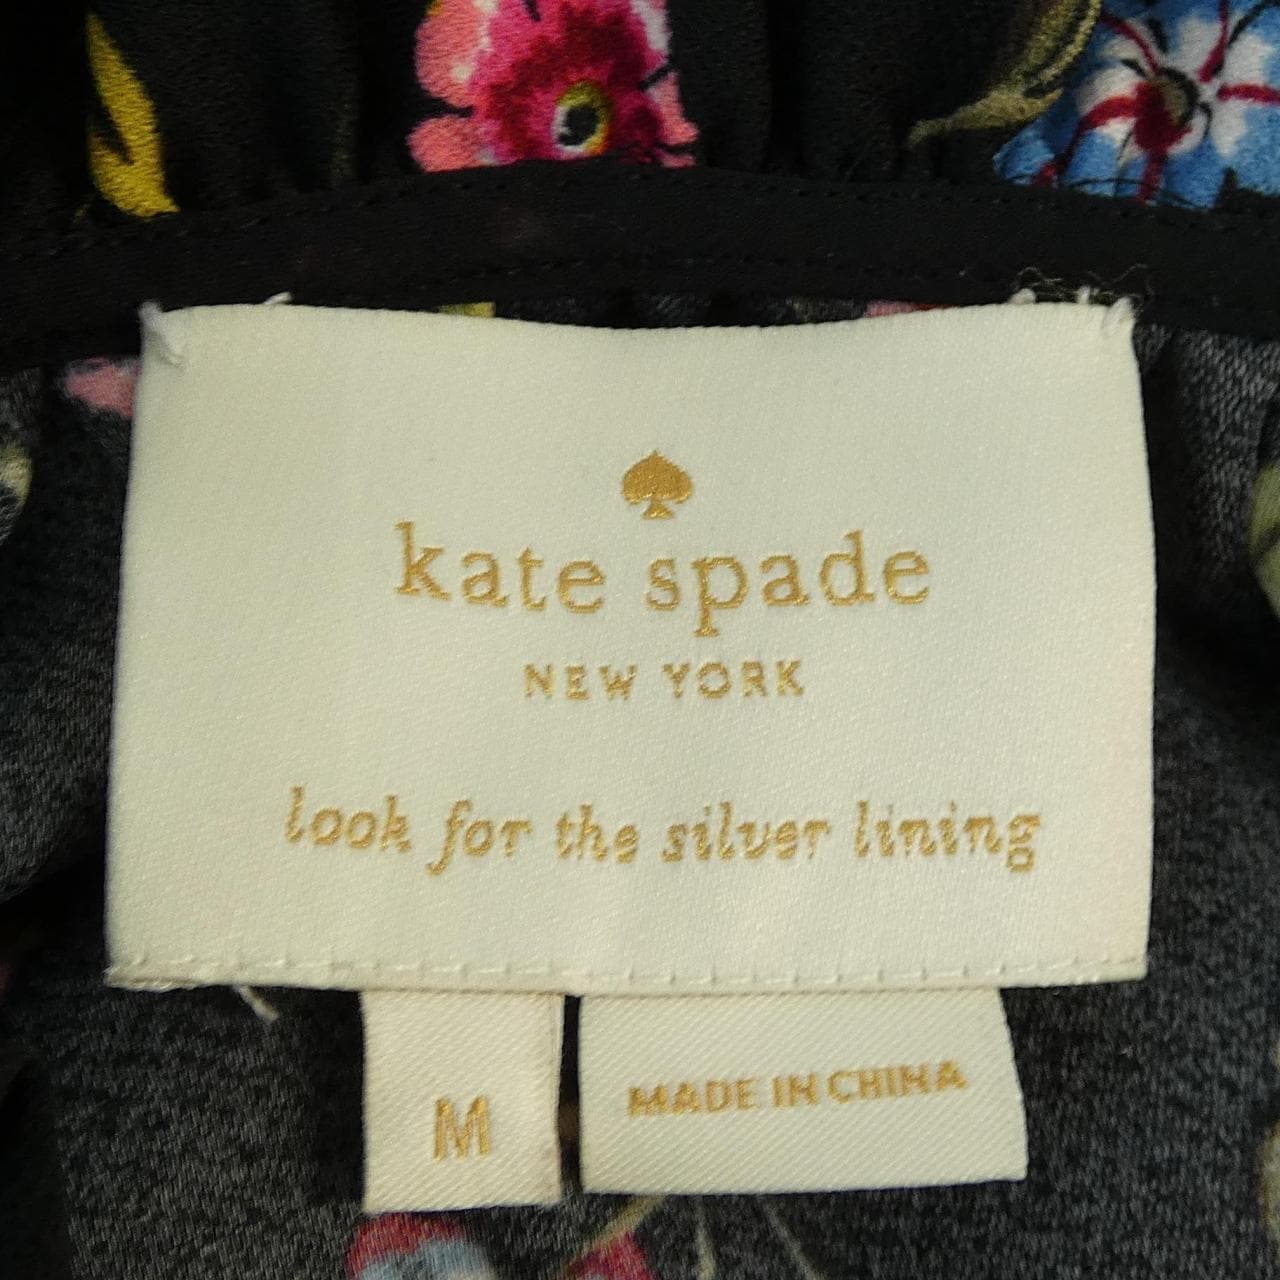 kate spade
NEW YORK
look for the silver lining
M
MADE IN CHINA